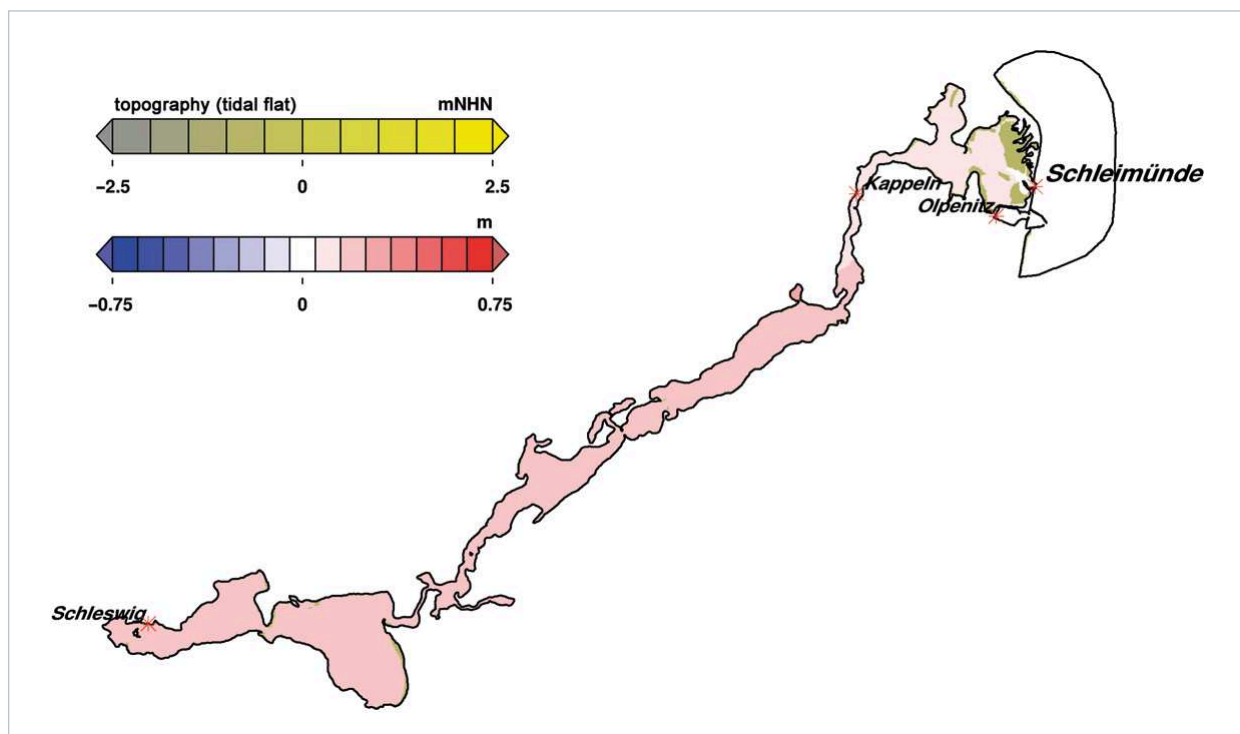 topography (tidal flat) mNHN
−2.5 0 2.5
m
−0.75 0 0.75
Schleimünde
Kappeln
Olpenitz
Schleswig